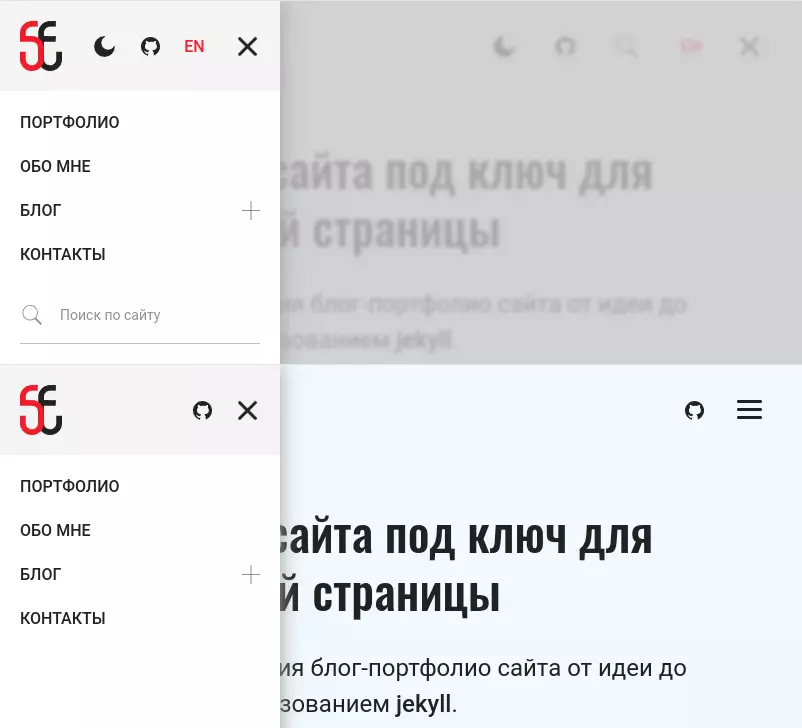 EN
EN
ПОРТФОЛИО
ОБО МНЕ
БЛОГ
КОНТАКТЫ
Поиск по сайту
сайта под ключ для
й страницы
ия блог-портфолио сайта от идеи до
зованием jekyll.
ПОРТФОЛИО
ОБО МНЕ
БЛОГ
КОНТАКТЫ
сайта под ключ для
й страницы
ия блог-портфолио сайта от идеи до
зованием jekyll.